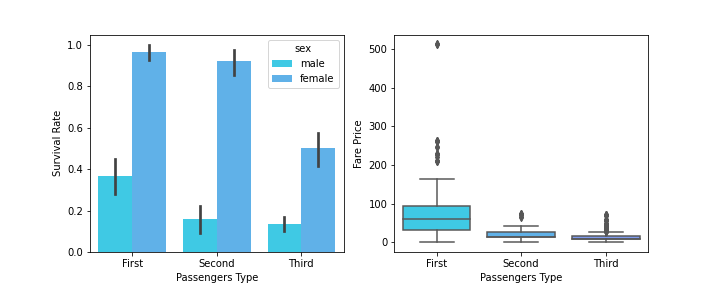 Survival Rate
1.0
0.8
0.6
0.4
0.2
0.0
sex
male
female
First Second Third
Passengers Type
Fare Price
500
400
300
200
100
0
First Second Third
Passengers Type